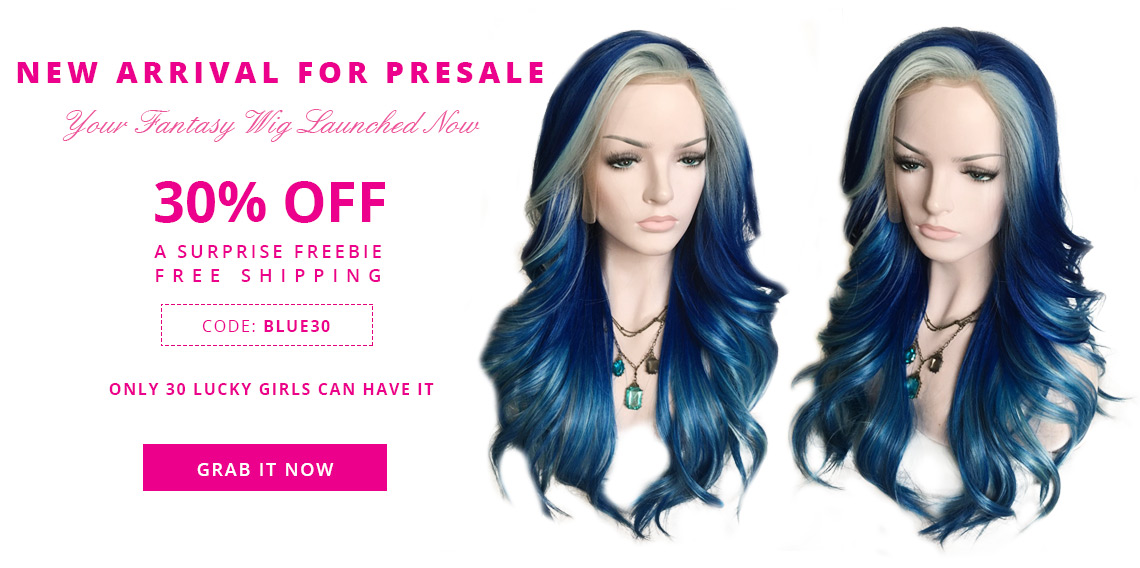 NEW ARRIVAL FOR PRESALE
Your Fantasy Wig Launched Now
30% OFF
A SURPRISE FREEBIE
FREE SHIPPING
CODE: BLUE30
ONLY 30 LUCKY GIRLS CAN HAVE IT
GRAB IT NOW